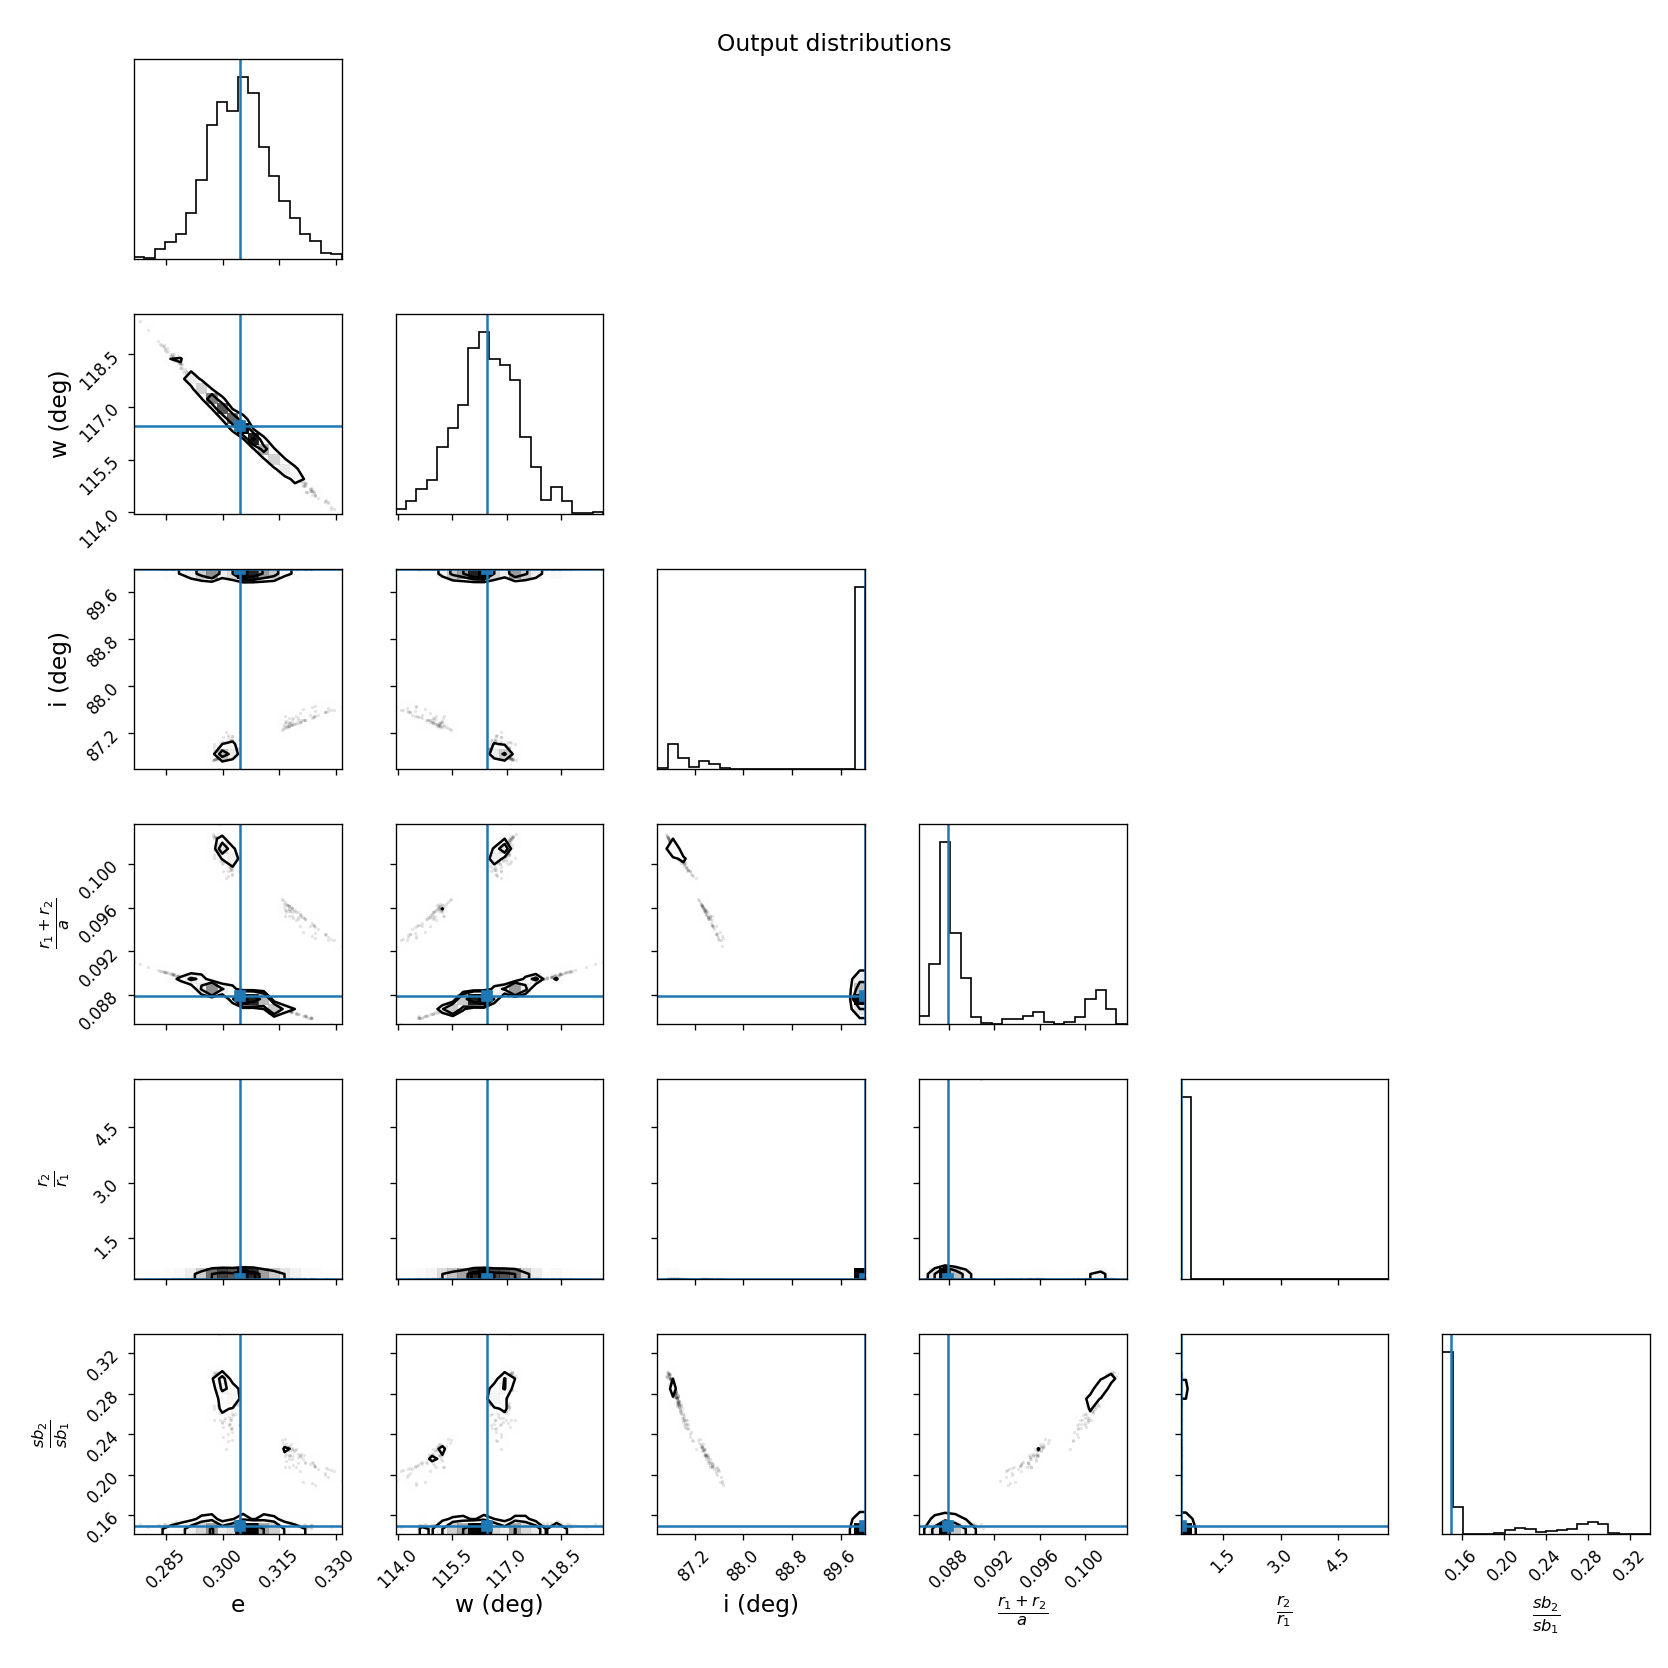 Output distributions
w (deg)
118.5
117.0
115.5
114.0
i (deg)
89.6
88.8
88.0
87.2
r₁ + r₂
a
0.100
0.096
0.092
0.088
r₂
r₁
4.5
3.0
1.5
sb₂
sb₁
0.32
0.28
0.24
0.20
0.16
0.285 0.300 0.315 0.330 114.0 115.5 117.0 118.5 87.2 88.0 88.8 89.6 0.088 0.092 0.096 0.100 1.5 3.0 4.5 0.16 0.20 0.24 0.28 0.32
e w (deg) i (deg) r₁ + r₂ r₂ sb₂
a r₁ sb₁